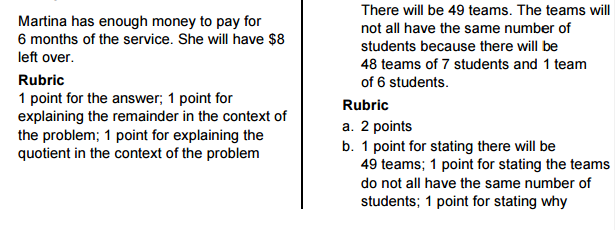 Martina has enough money to pay for
6 months of the service. She will have $8
left over.
Rubric
1 point for the answer; 1 point for
explaining the remainder in the context of
the problem; 1 point for explaining the
quotient in the context of the problem
There will be 49 teams. The teams will
not all have the same number of
students because there will be
48 teams of 7 students and 1 team
of 6 students.
Rubric
a. 2 points
b. 1 point for stating there will be
49 teams; 1 point for stating the teams
do not all have the same number of
students; 1 point for stating why